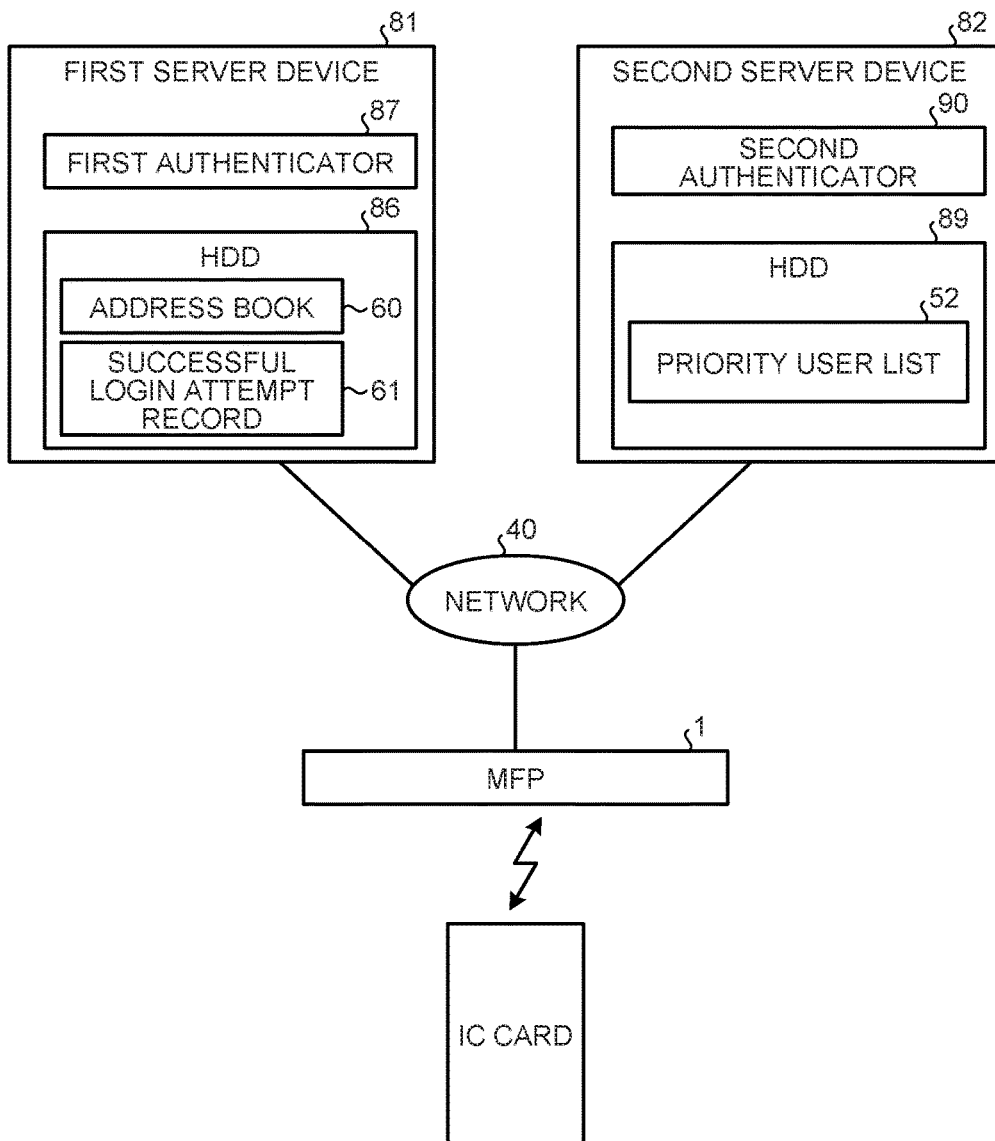 81
FIRST SERVER DEVICE
87
FIRST AUTHENTICATOR
86
HDD
ADDRESS BOOK
60
SUCCESSFUL
LOGIN ATTEMPT
RECORD
61
82
SECOND SERVER DEVICE
90
SECOND
AUTHENTICATOR
89
HDD
52
PRIORITY USER LIST
40
NETWORK
1
MFP
IC CARD